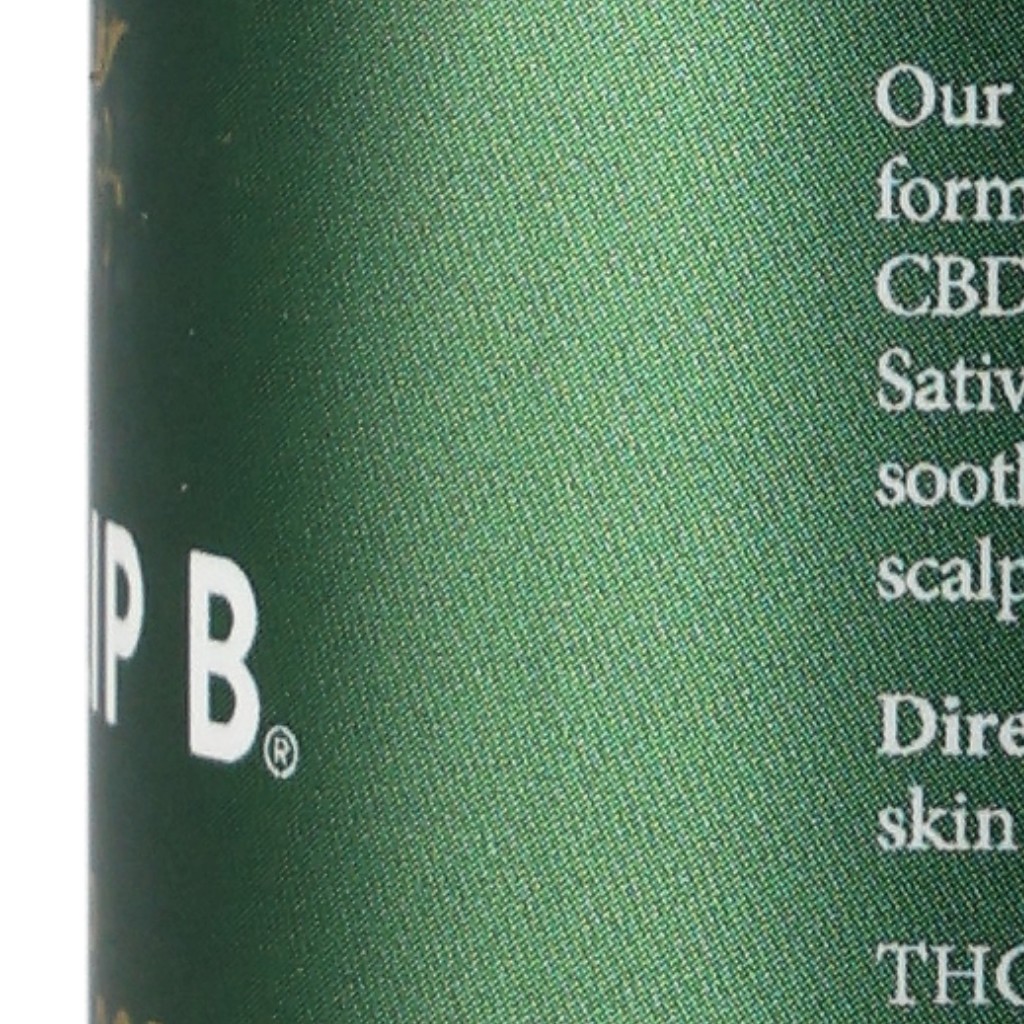 IP B®
Our
form
CBD
Sativ
sooth
scalp
Dire
skin
THC